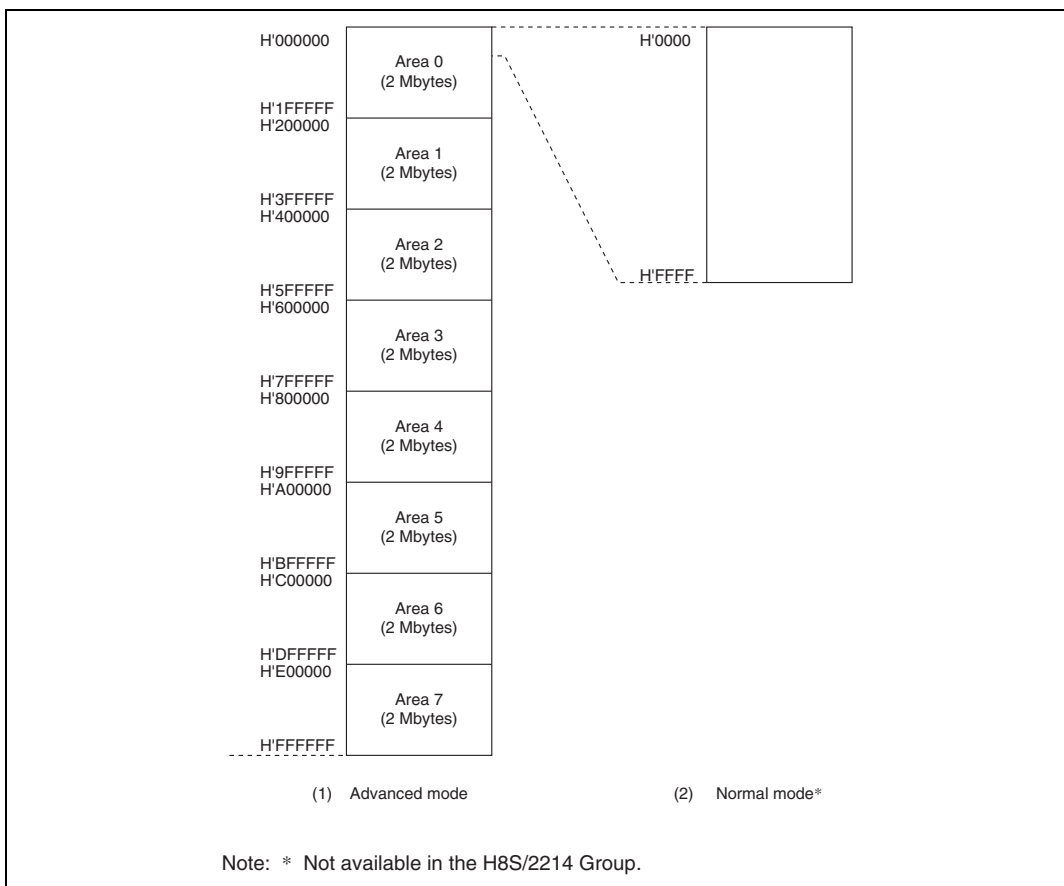 H'000000
Area 0
(2 Mbytes)
H'1FFFFF
H'200000
Area 1
(2 Mbytes)
H'3FFFFF
H'400000
Area 2
(2 Mbytes)
H'5FFFFF
H'600000
Area 3
(2 Mbytes)
H'7FFFFF
H'800000
Area 4
(2 Mbytes)
H'9FFFFF
H'A00000
Area 5
(2 Mbytes)
H'BFFFFF
H'C00000
Area 6
(2 Mbytes)
H'DFFFFF
H'E00000
Area 7
(2 Mbytes)
H'FFFFFF
(1) Advanced mode
H'0000
H'FFFF
(2) Normal mode*
Note: * Not available in the H8S/2214 Group.